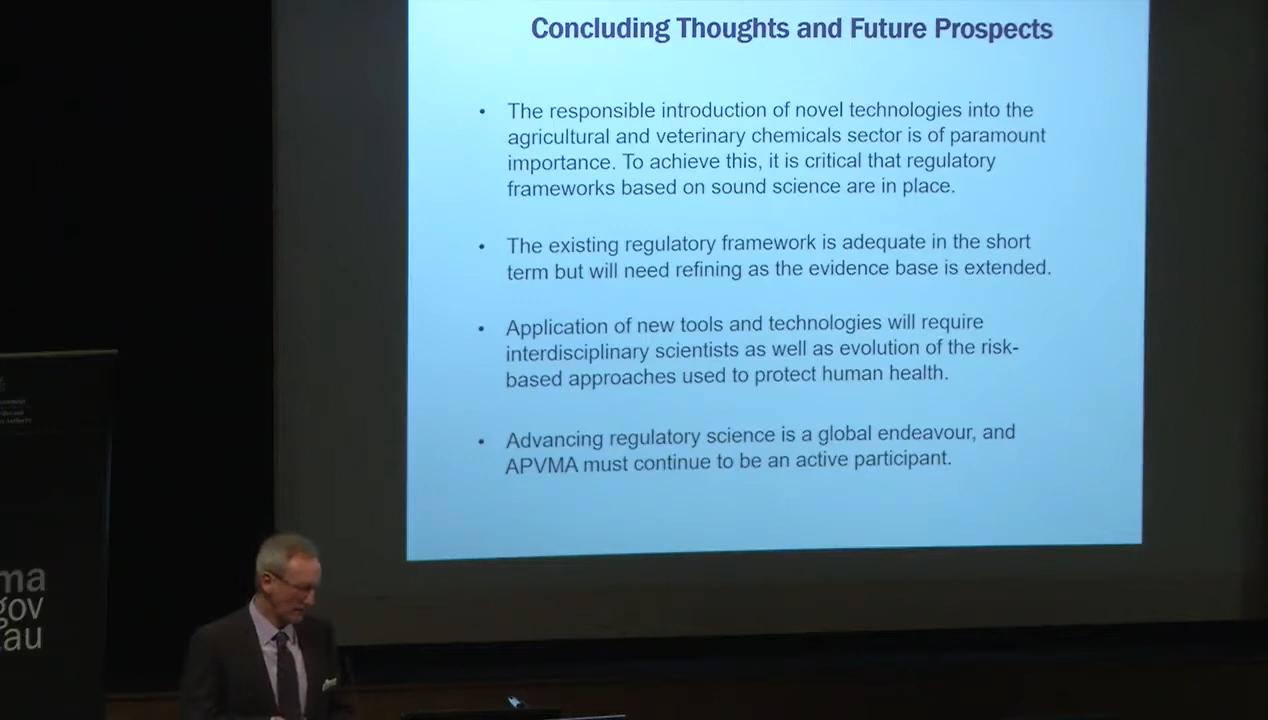 Concluding Thoughts and Future Prospects
• The responsible introduction of novel technologies into the
agricultural and veterinary chemicals sector is of paramount
importance. To achieve this, it is critical that regulatory
frameworks based on sound science are in place.
• The existing regulatory framework is adequate in the short
term but will need refining as the evidence base is extended.
• Application of new tools and technologies will require
interdisciplinary scientists as well as evolution of the risk-
based approaches used to protect human health.
• Advancing regulatory science is a global endeavour, and
APVMA must continue to be an active participant.
ma
gov
au